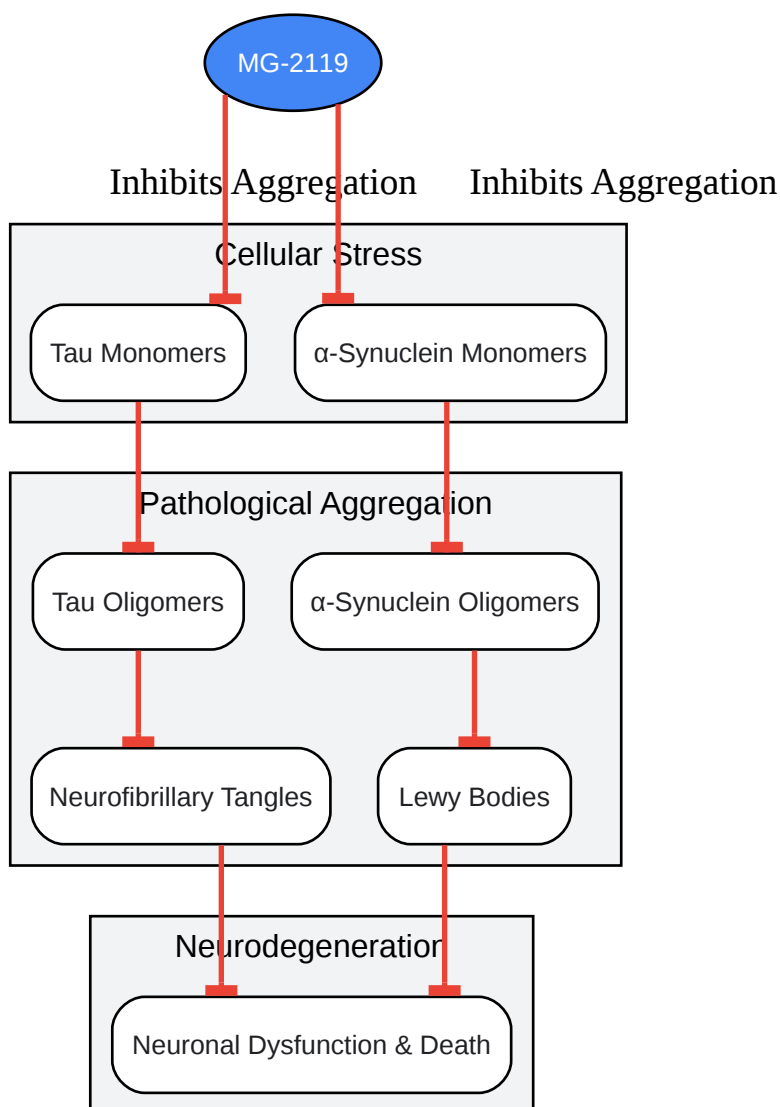 MG-2119
Inhibits Aggregation Inhibits Aggregation
Cellular Stress
Tau Monomers α-Synuclein Monomers
Pathological Aggregation
Tau Oligomers α-Synuclein Oligomers
Neurofibrillary Tangles Lewy Bodies
Neurodegeneration
Neuronal Dysfunction & Death